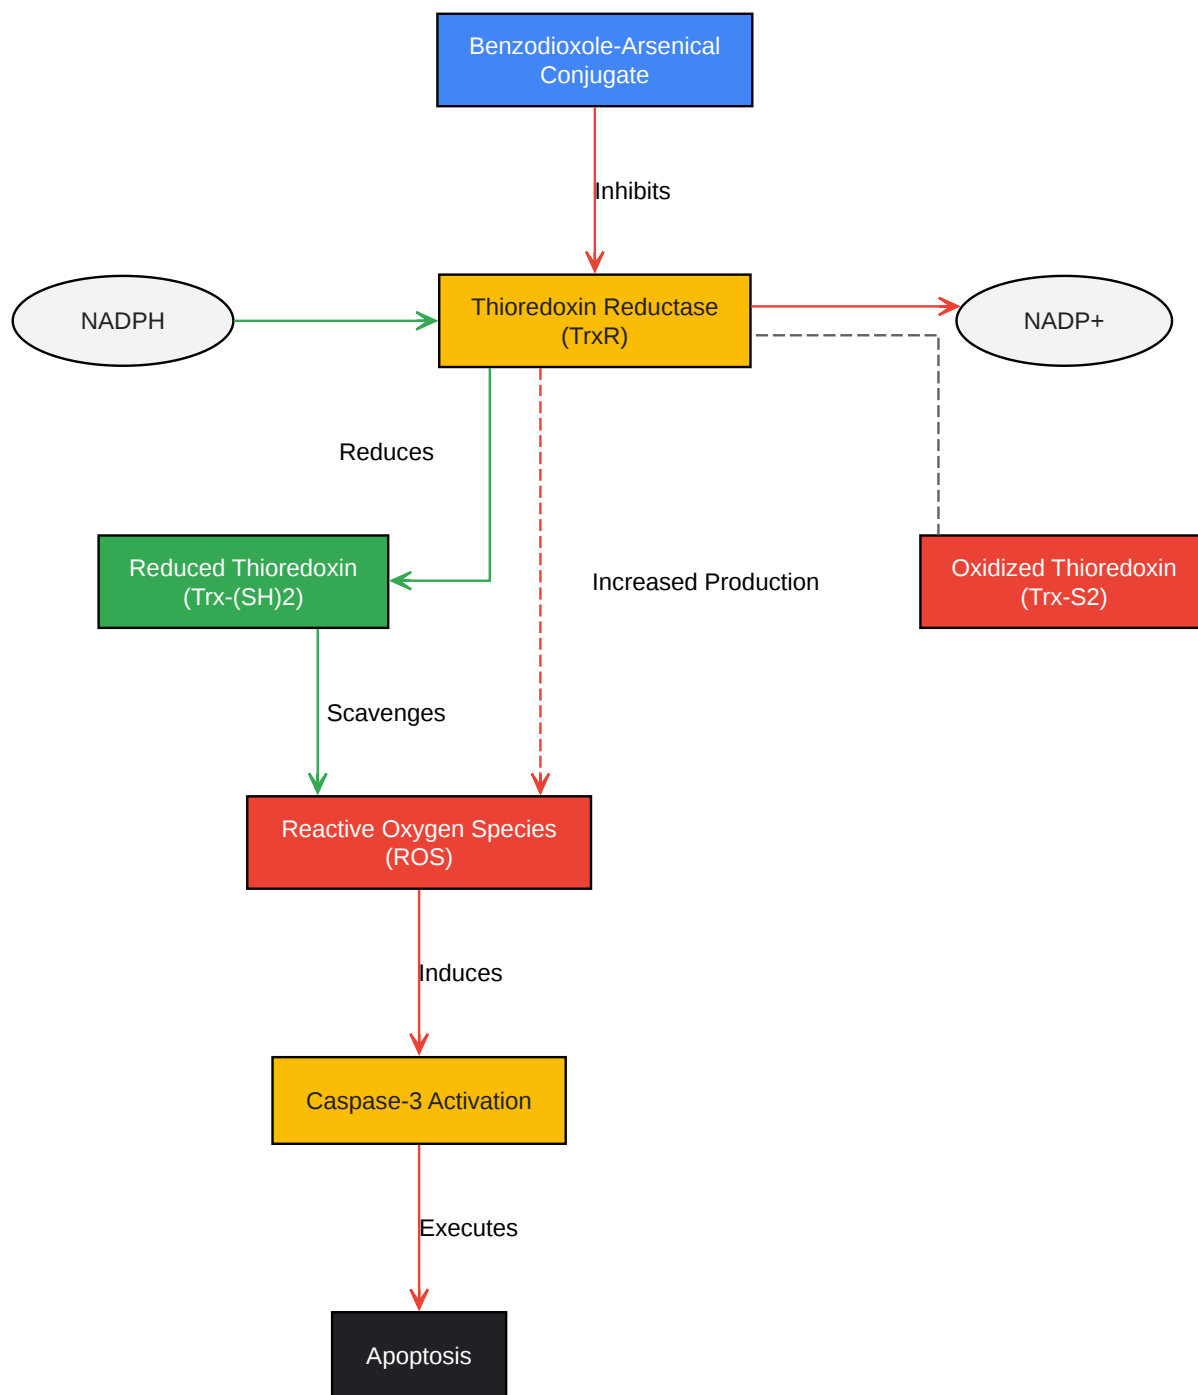 Benzodioxole-Arsenical
Conjugate
Inhibits
NADPH
Thioredoxin Reductase
(TrxR)
NADP+
Reduces
Reduced Thioredoxin
(Trx-(SH)2)
Increased Production
Oxidized Thioredoxin
(Trx-S2)
Scavenges
Reactive Oxygen Species
(ROS)
Induces
Caspase-3 Activation
Executes
Apoptosis